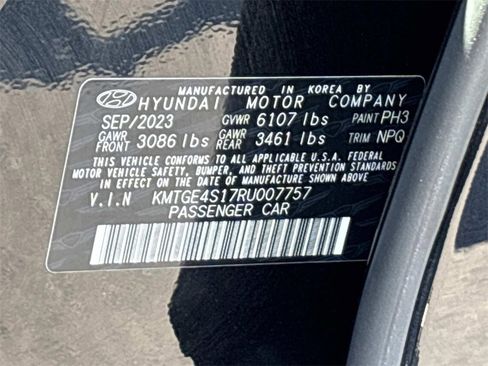 MANUFACTURED IN KOREA BY
HYUNDAI MOTOR COMPANY
SEP/2023 GVWR 6107 lbs PAINT PH3
GAWR FRONT 3086 lbs GAWR REAR 3461 lbs TRIM NPQ
THIS VEHICLE CONFORMS TO ALL APPLICABLE U.S.A. FEDERAL
MOTOR VEHICLE SAFETY, BUMPER, AND THEFT PREVENTION
STANDARDS IN EFFECT ON THE DATE OF MANUFACTURE SHOWN ABOVE.
V.I.N KMTGE4S17RU007757
PASSENGER CAR